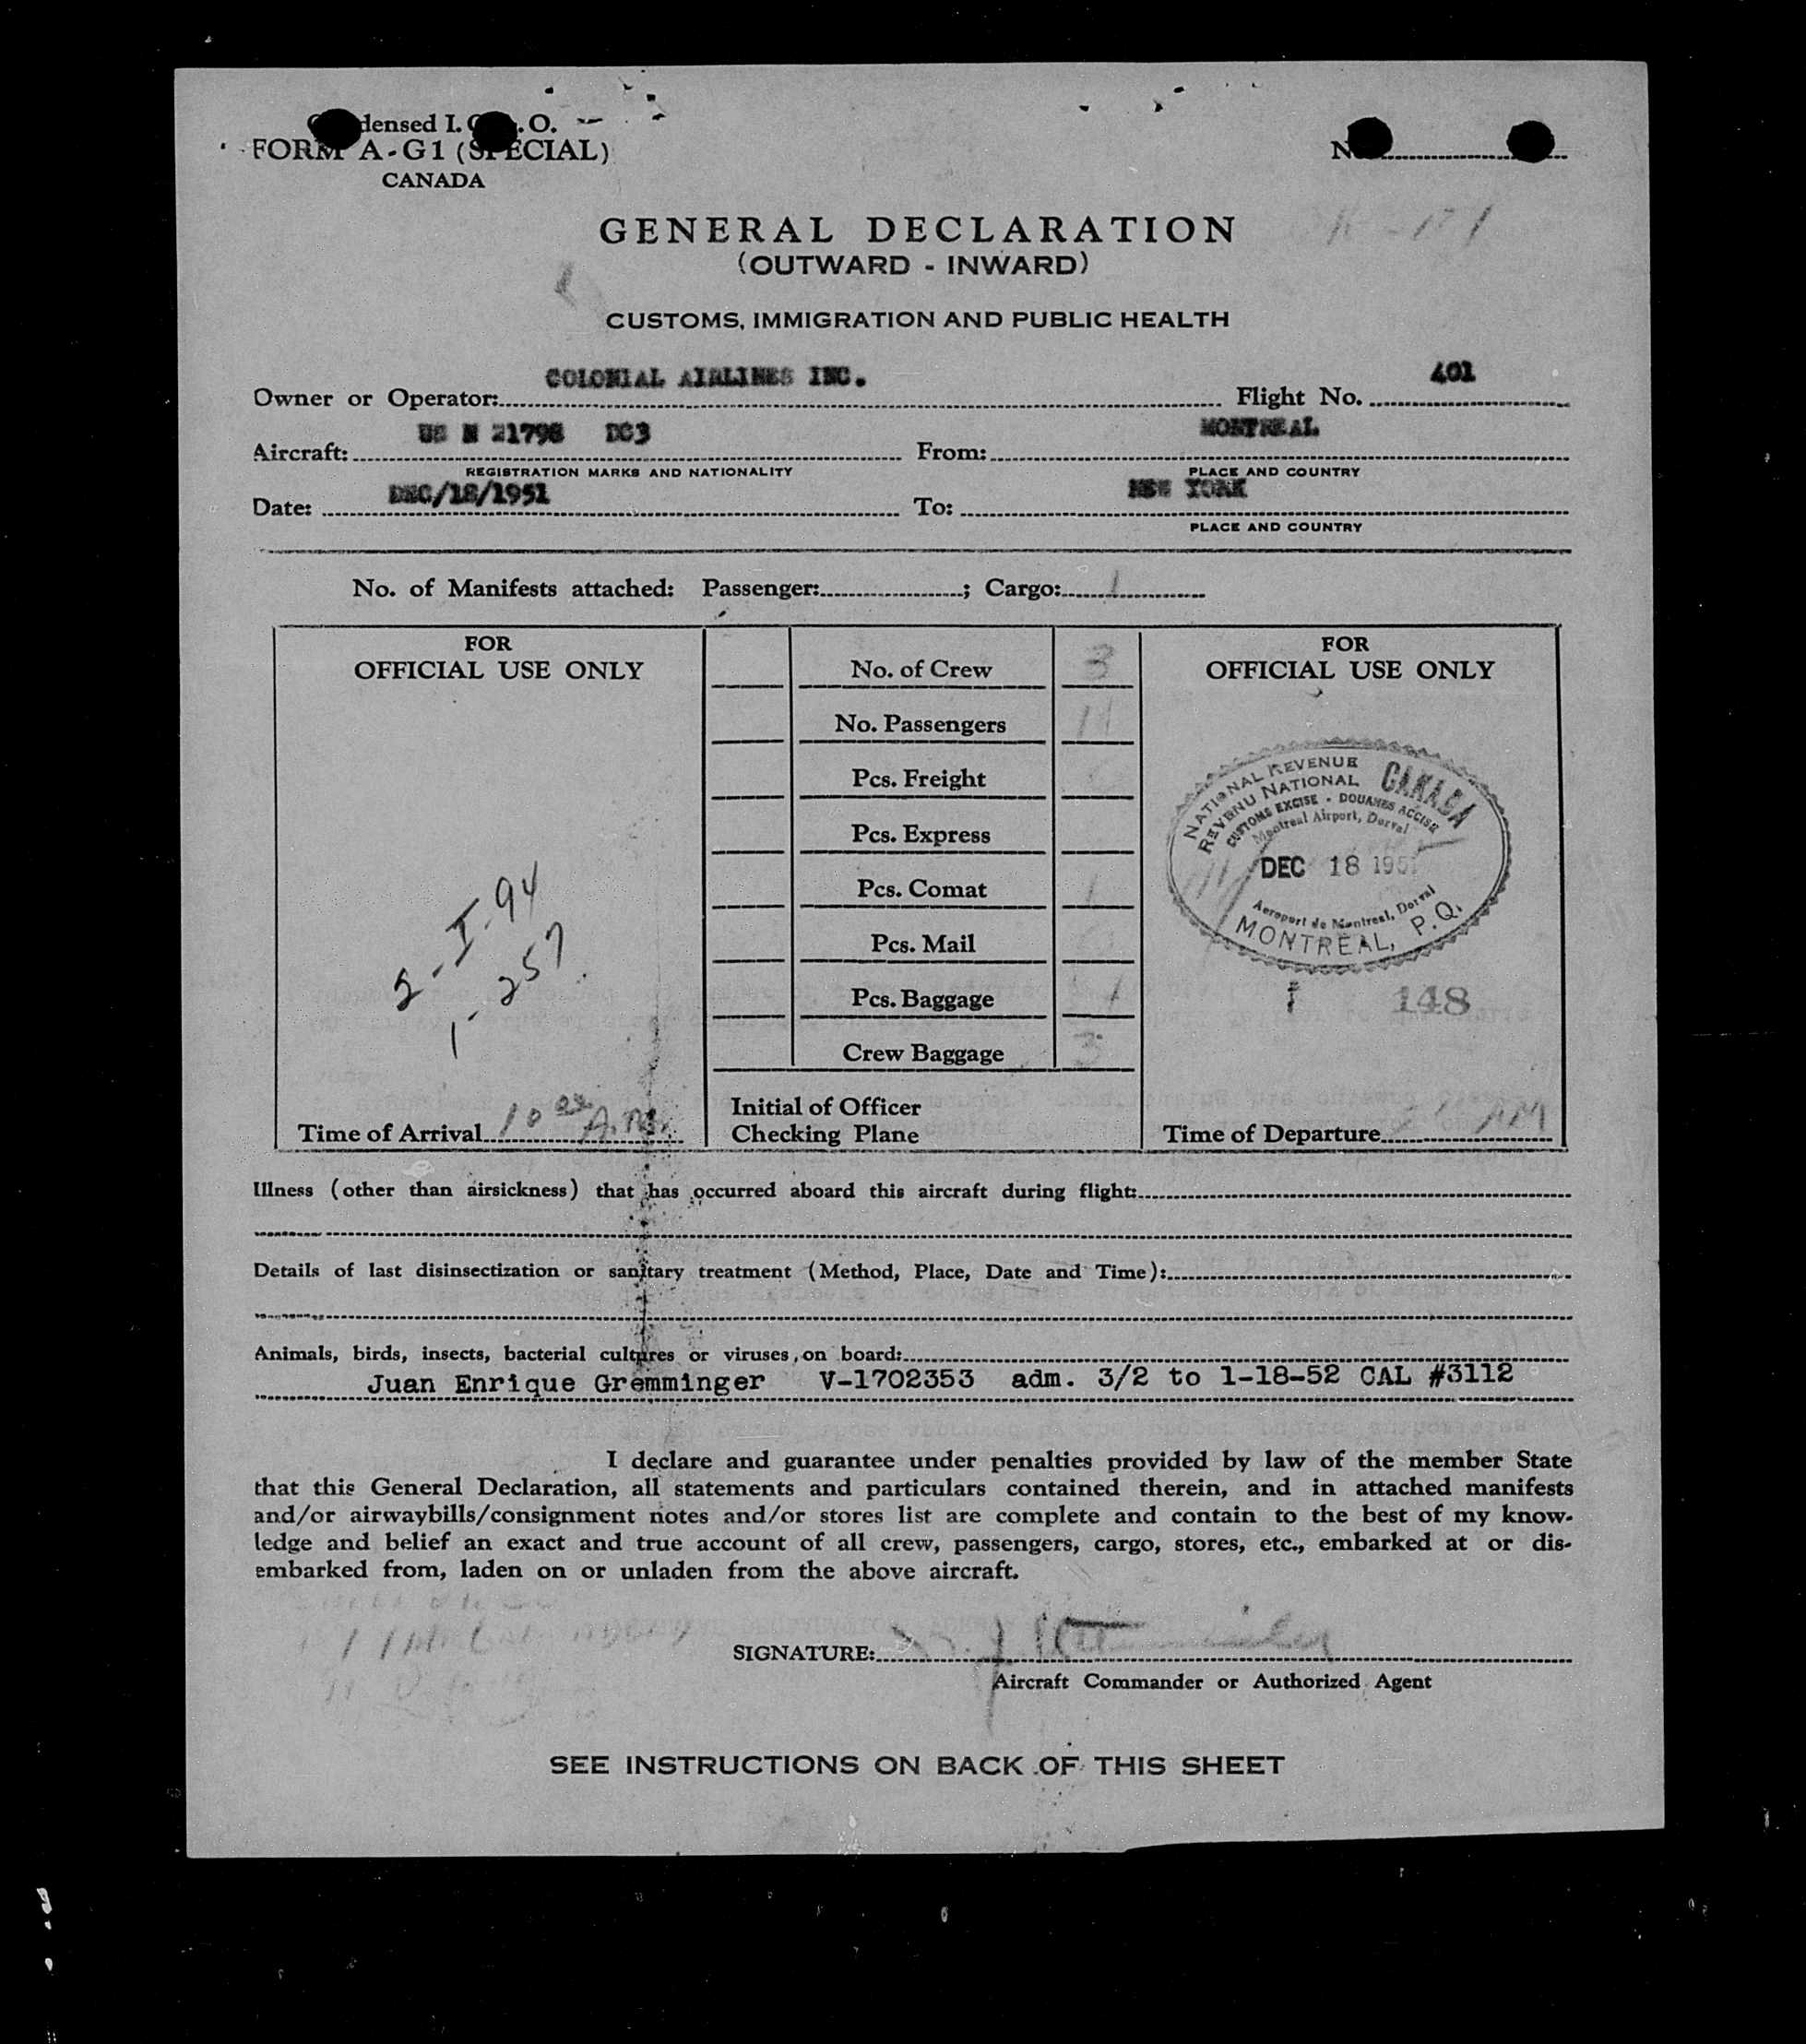 densed I. C. .O.
FORM A-G1 (SPECIAL)
CANADA
GENERAL DECLARATION
(OUTWARD - INWARD)
CUSTOMS, IMMIGRATION AND PUBLIC HEALTH
Owner or Operator: COLONIAL AIRLINES INC. Flight No. 401
Aircraft: US N 21798 DC3 From: MONTREAL
REGISTRATION MARKS AND NATIONALITY PLACE AND COUNTRY
Date: DEC/18/1951 To: NEW YORK
PLACE AND COUNTRY
No. of Manifests attached: Passenger: ; Cargo: 1
FOR
OFFICIAL USE ONLY
2-I-94
1-257
Time of Arrival 10 A.M.
No. of Crew 3
No. Passengers 11
Pcs. Freight
Pcs. Express
Pcs. Comat 1
Pcs. Mail
Pcs. Baggage 1
Crew Baggage 3
Initial of Officer
Checking Plane
FOR
OFFICIAL USE ONLY
NATIONAL REVENUE
REVENU NATIONAL
CANADA
CUSTOMS EXCISE - DOUANES ACCISE
Montreal Airport, Dorval
DEC 18 195
Aeroport de Montreal, Dorval
MONTREAL, P.Q.
148
Time of Departure AM
Illness (other than airsickness) that has occurred aboard this aircraft during flight:
Details of last disinsectization or sanitary treatment (Method, Place, Date and Time):
Animals, birds, insects, bacterial cultures or viruses, on board:
Juan Enrique Gremminger V-1702353 adm. 3/2 to 1-18-52 CAL #3112
I declare and guarantee under penalties provided by law of the member State
that this General Declaration, all statements and particulars contained therein, and in attached manifests
and/or airwaybills/consignment notes and/or stores list are complete and contain to the best of my know-
ledge and belief an exact and true account of all crew, passengers, cargo, stores, etc., embarked at or dis-
embarked from, laden on or unladen from the above aircraft.
SIGNATURE:
Aircraft Commander or Authorized Agent
SEE INSTRUCTIONS ON BACK OF THIS SHEET